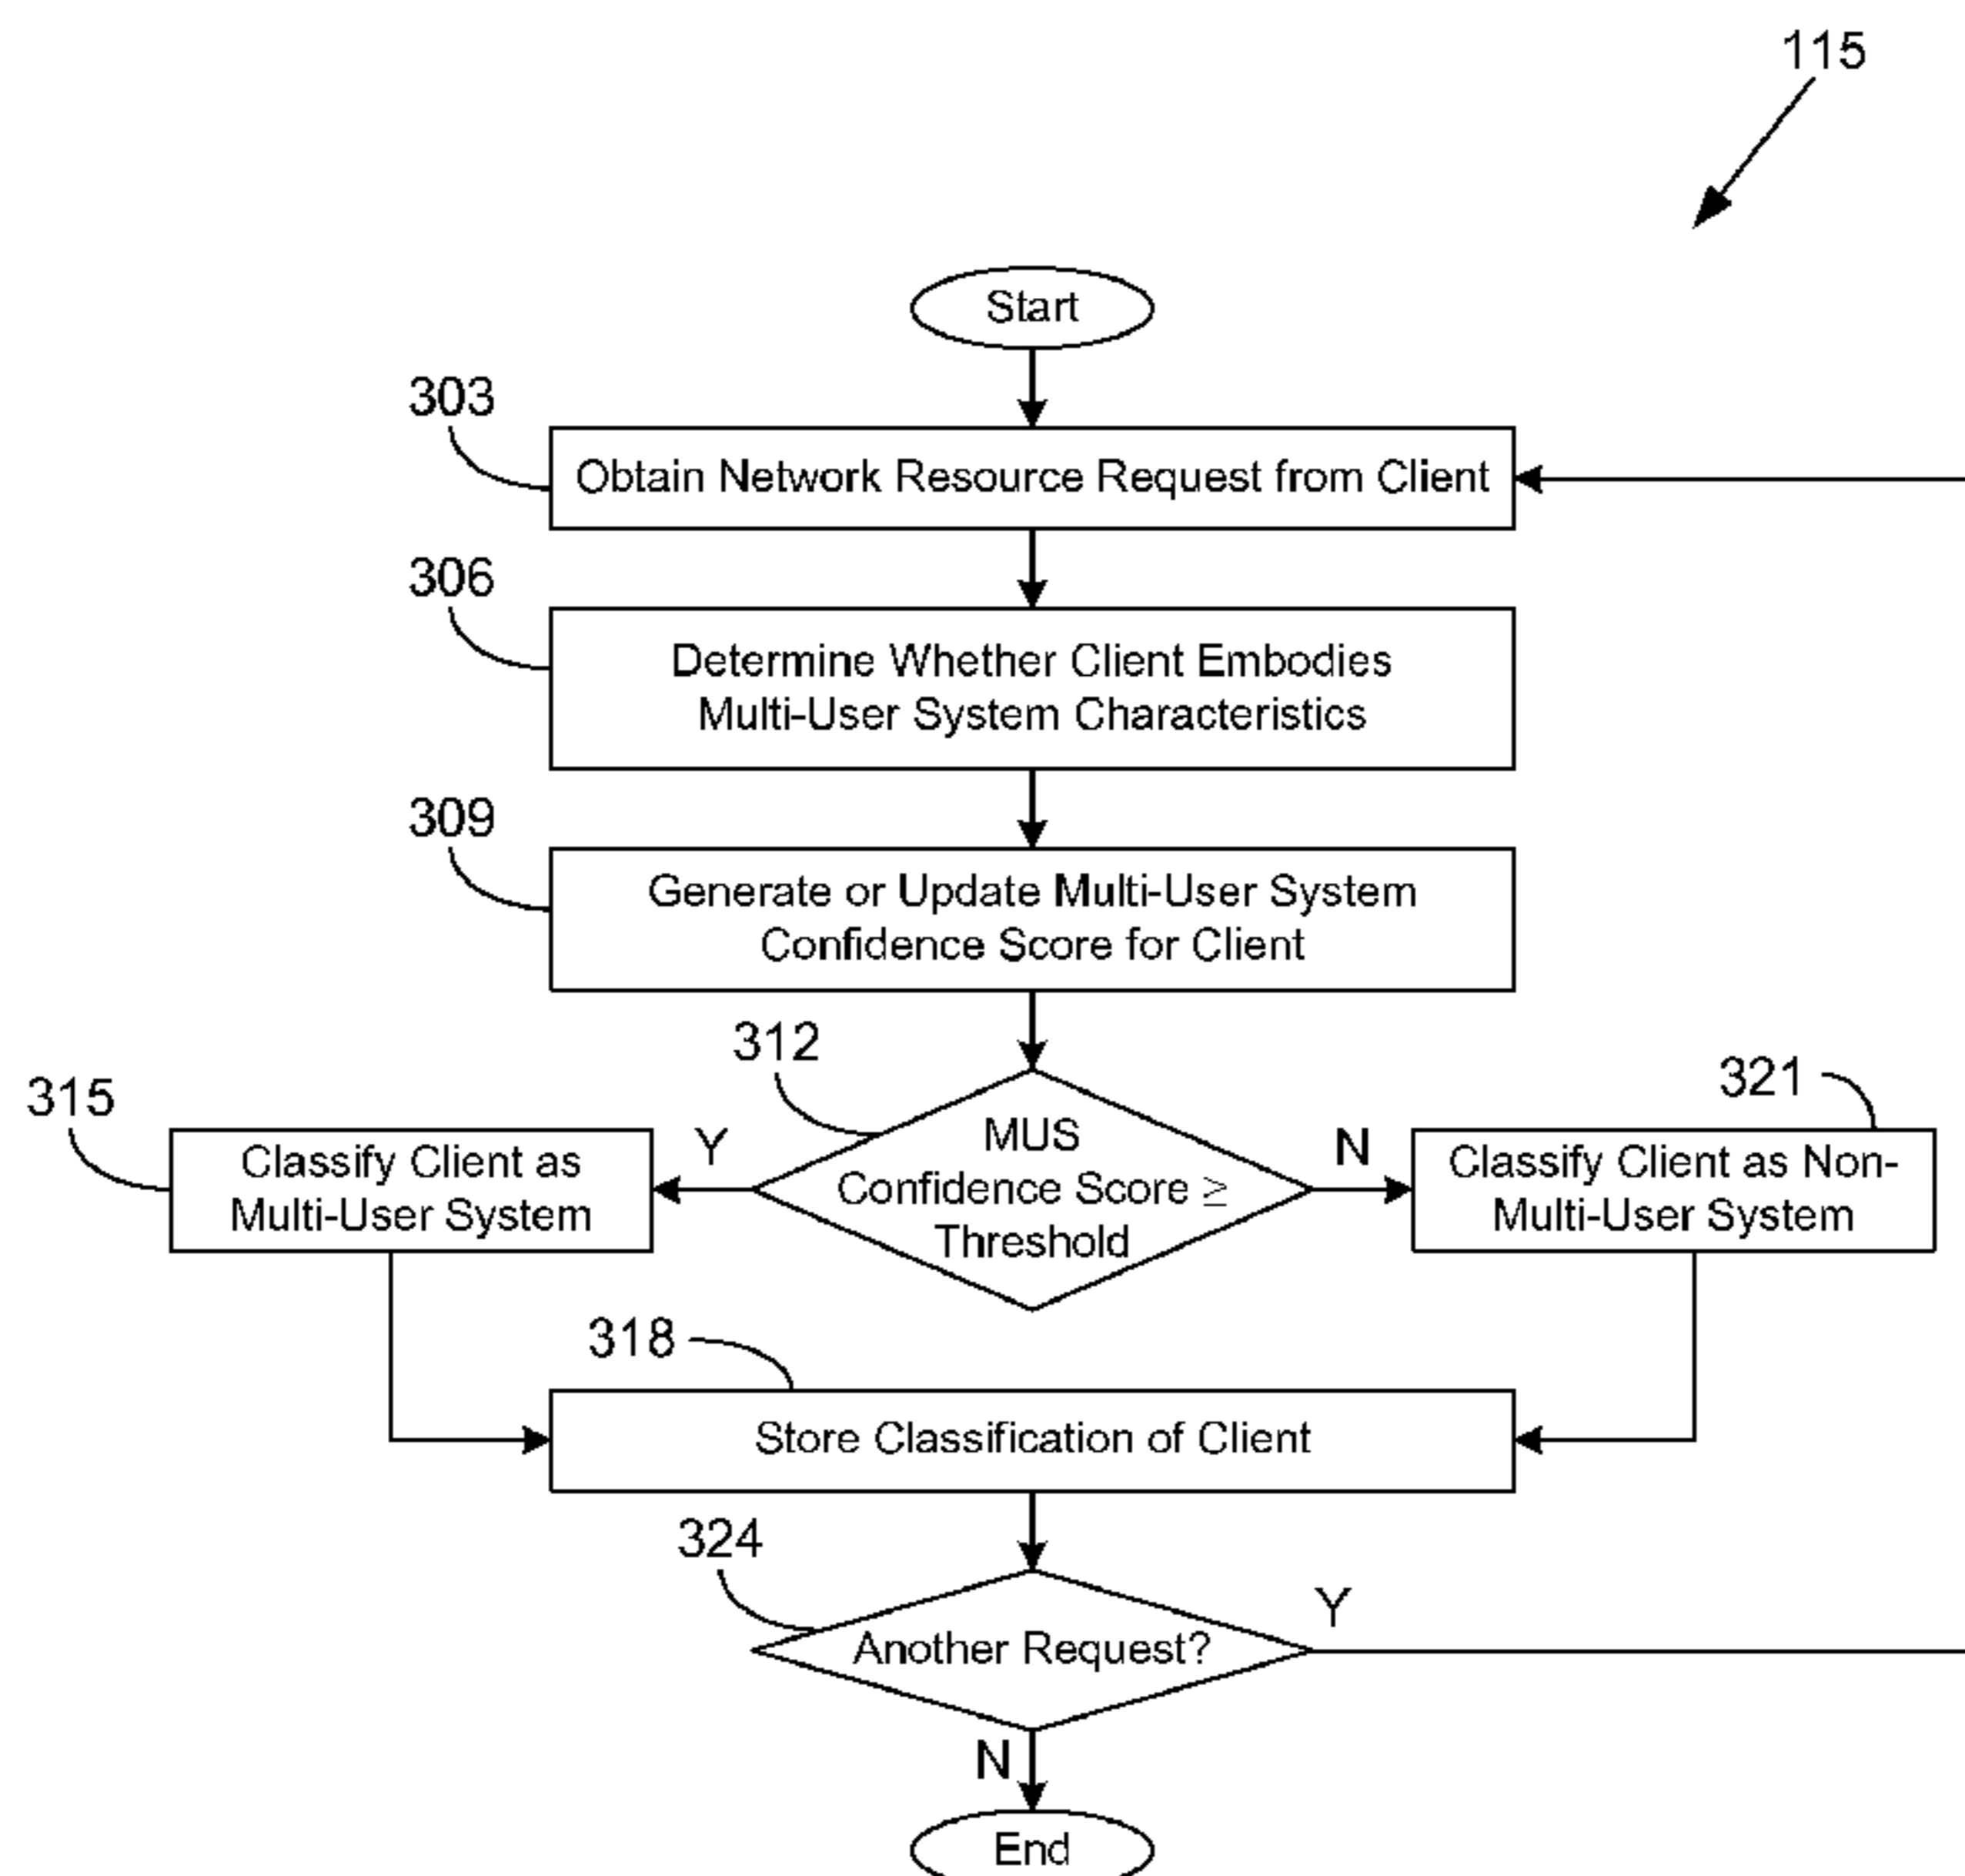 115
Start
303
Obtain Network Resource Request from Client
306
Determine Whether Client Embodies
Multi-User System Characteristics
309
Generate or Update Multi-User System
Confidence Score for Client
312
MUS
Confidence Score ≥
Threshold
Y
N
315
Classify Client as
Multi-User System
321
Classify Client as Non-
Multi-User System
318
Store Classification of Client
324
Another Request?
Y
N
End